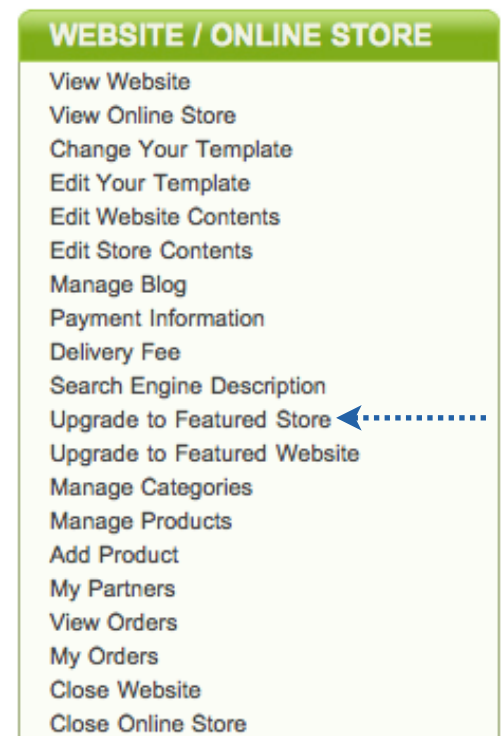 WEBSITE / ONLINE STORE
View Website
View Online Store
Change Your Template
Edit Your Template
Edit Website Contents
Edit Store Contents
Manage Blog
Payment Information
Delivery Fee
Search Engine Description
Upgrade to Featured Store
Upgrade to Featured Website
Manage Categories
Manage Products
Add Product
My Partners
View Orders
My Orders
Close Website
Close Online Store